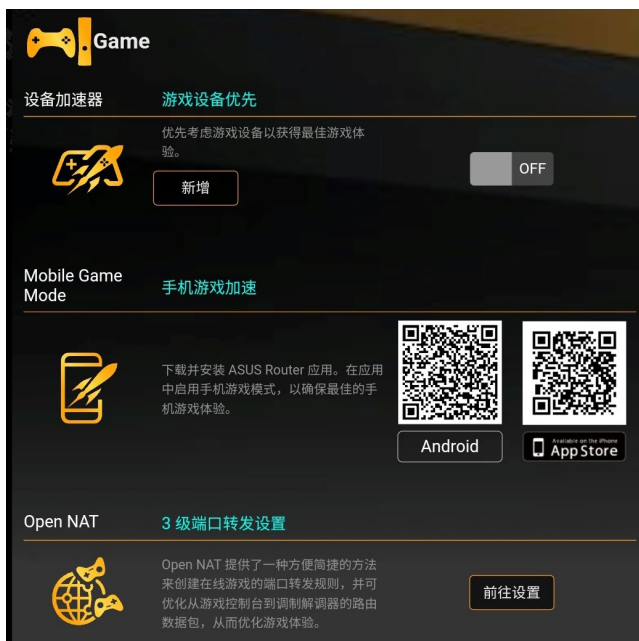 Game
设备加速器
游戏设备优先
优先考虑游戏设备以获得最佳游戏体
验。
新增
OFF
Mobile Game
Mode
手机游戏加速
下载并安装 ASUS Router 应用。在应用
中启用手机游戏模式，以确保最佳的手
机游戏体验。
Android
Available on the iPhone
App Store
Open NAT
3 级端口转发设置
Open NAT 提供了一种方便简捷的方法
来创建在线游戏的端口转发规则，并可
优化从游戏控制台到调制解调器的路由
数据包，从而优化游戏体验。
前往设置